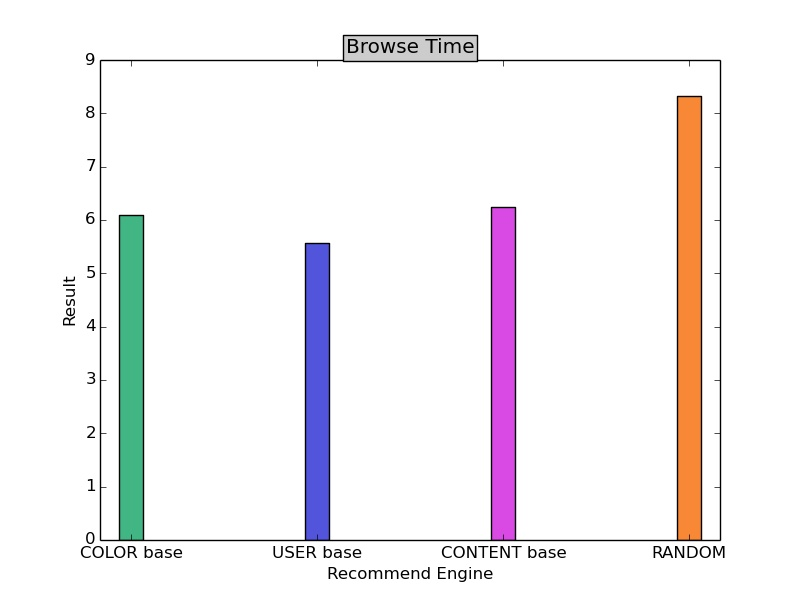 Browse Time
9
8
7
6
5
4
3
2
1
0
Result
COLOR base USER base CONTENT base RANDOM
Recommend Engine